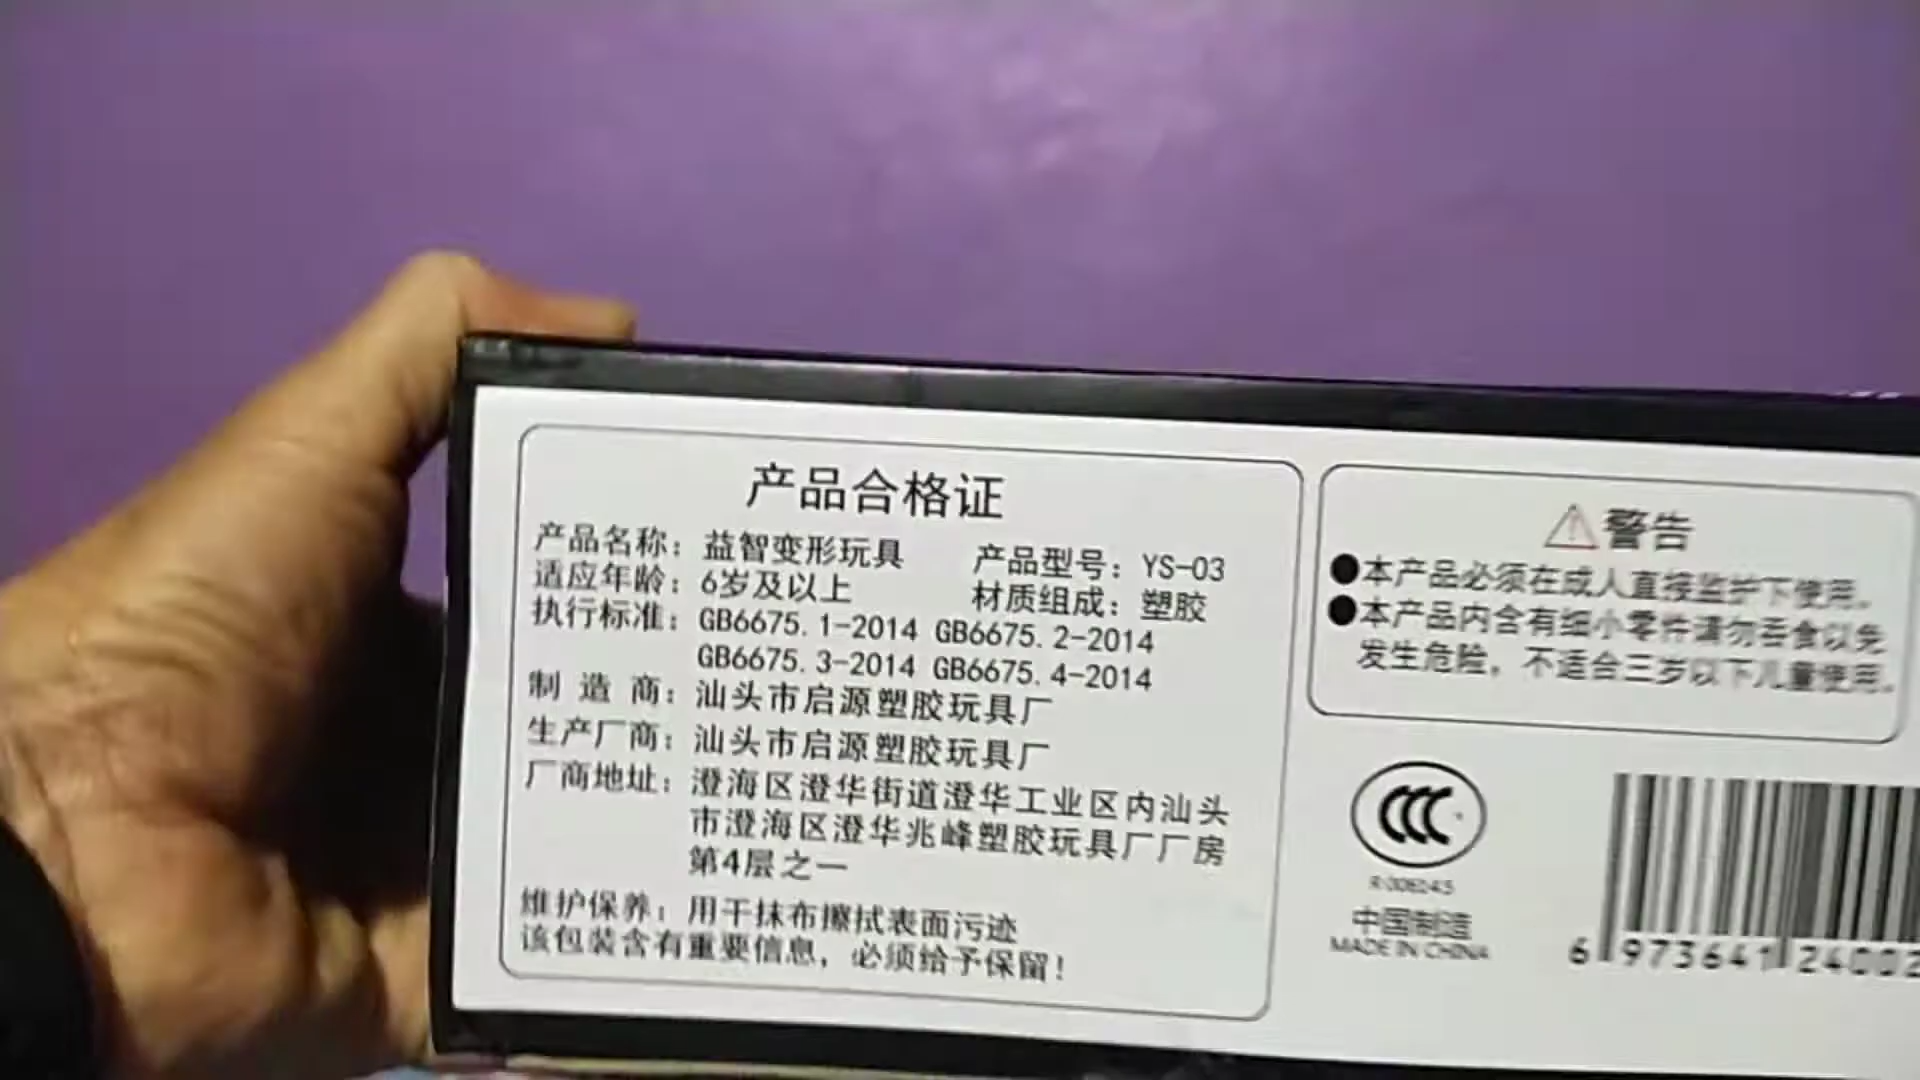 产品合格证
产品名称：益智变形玩具 产品型号：YS-03
适应年龄：6岁及以上 材质组成：塑胶
执行标准：GB6675.1-2014 GB6675.2-2014
GB6675.3-2014 GB6675.4-2014
制 造 商：汕头市启源塑胶玩具厂
生产厂商：汕头市启源塑胶玩具厂
厂商地址：澄海区澄华街道澄华工业区内汕头
市澄海区澄华兆峰塑胶玩具厂厂房
第4层之一
维护保养：用干抹布擦拭表面污迹
该包装含有重要信息，必须给予保留！
警告
●本产品必须在成人直接监护下使用。
●本产品内含有细小零件请勿吞食以免
发生危险，不适合三岁以下儿童使用。
CCC
中国制造
MADE IN CHINA
6 973641 24002